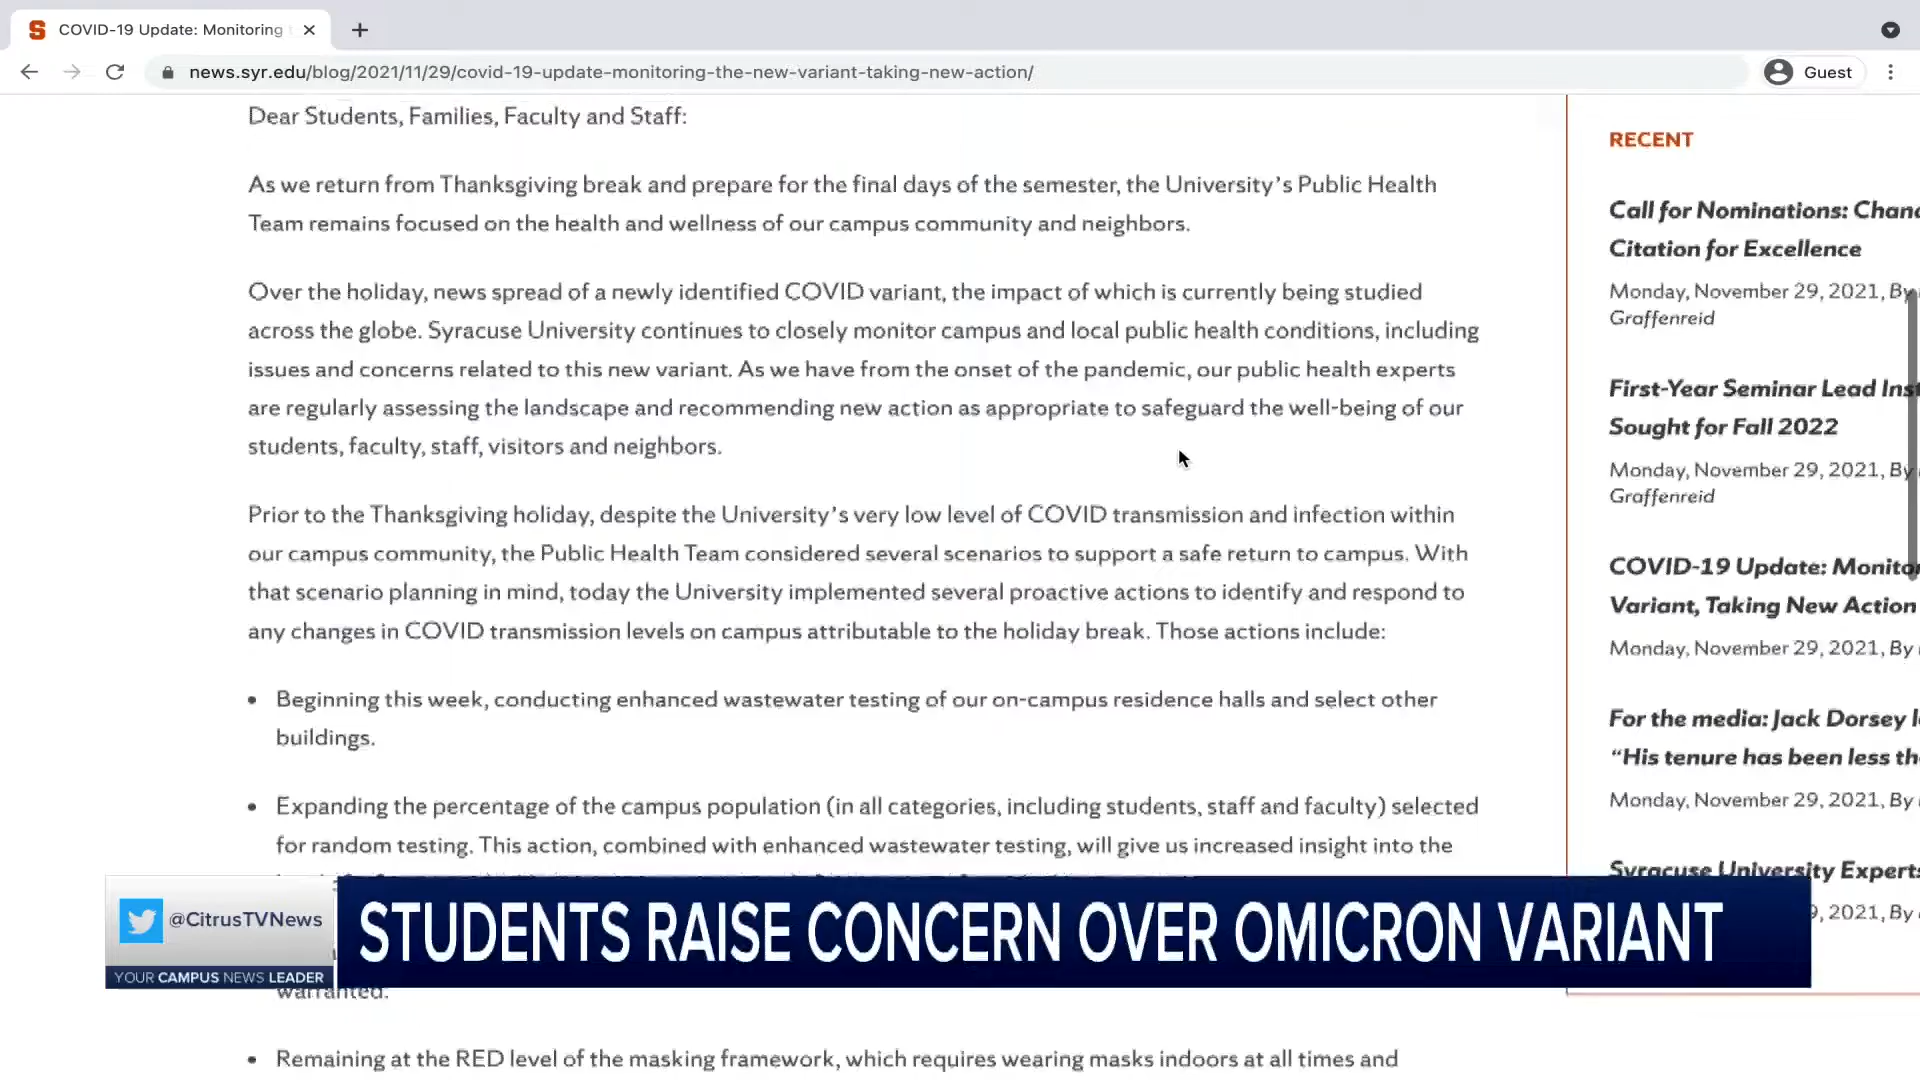 COVID-19 Update: Monitoring
news.syr.edu/blog/2021/11/29/covid-19-update-monitoring-the-new-variant-taking-new-action/
Guest
Dear Students, Families, Faculty and Staff:
As we return from Thanksgiving break and prepare for the final days of the semester, the University's Public Health
Team remains focused on the health and wellness of our campus community and neighbors.
Over the holiday, news spread of a newly identified COVID variant, the impact of which is currently being studied
across the globe. Syracuse University continues to closely monitor campus and local public health conditions, including
issues and concerns related to this new variant. As we have from the onset of the pandemic, our public health experts
are regularly assessing the landscape and recommending new action as appropriate to safeguard the well-being of our
students, faculty, staff, visitors and neighbors.
Prior to the Thanksgiving holiday, despite the University's very low level of COVID transmission and infection within
our campus community, the Public Health Team considered several scenarios to support a safe return to campus. With
that scenario planning in mind, today the University implemented several proactive actions to identify and respond to
any changes in COVID transmission levels on campus attributable to the holiday break. Those actions include:
• Beginning this week, conducting enhanced wastewater testing of our on-campus residence halls and select other
buildings.
• Expanding the percentage of the campus population (in all categories, including students, staff and faculty) selected
for random testing. This action, combined with enhanced wastewater testing, will give us increased insight into the
warranted.
• Remaining at the RED level of the masking framework, which requires wearing masks indoors at all times and
RECENT
Call for Nominations: Chanc
Citation for Excellence
Monday, November 29, 2021, By
Graffenreid
First-Year Seminar Lead Inst
Sought for Fall 2022
Monday, November 29, 2021, By
Graffenreid
COVID-19 Update: Monitor
Variant, Taking New Action
Monday, November 29, 2021, By
For the media: Jack Dorsey
“His tenure has been less th
Monday, November 29, 2021, By
Syracuse University Experts
9, 2021, By
@CitrusTVNews
YOUR CAMPUS NEWS LEADER
STUDENTS RAISE CONCERN OVER OMICRON VARIANT